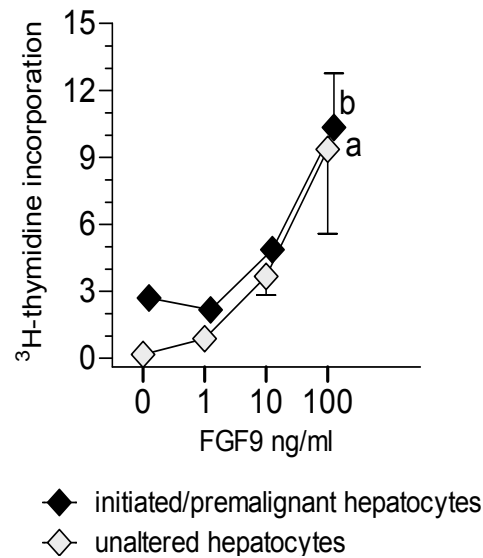 15
12
9
6
3
0
³H-thymidine incorporation
b
a
0 1 10 100
FGF9 ng/ml
initiated/premalignant hepatocytes
unaltered hepatocytes